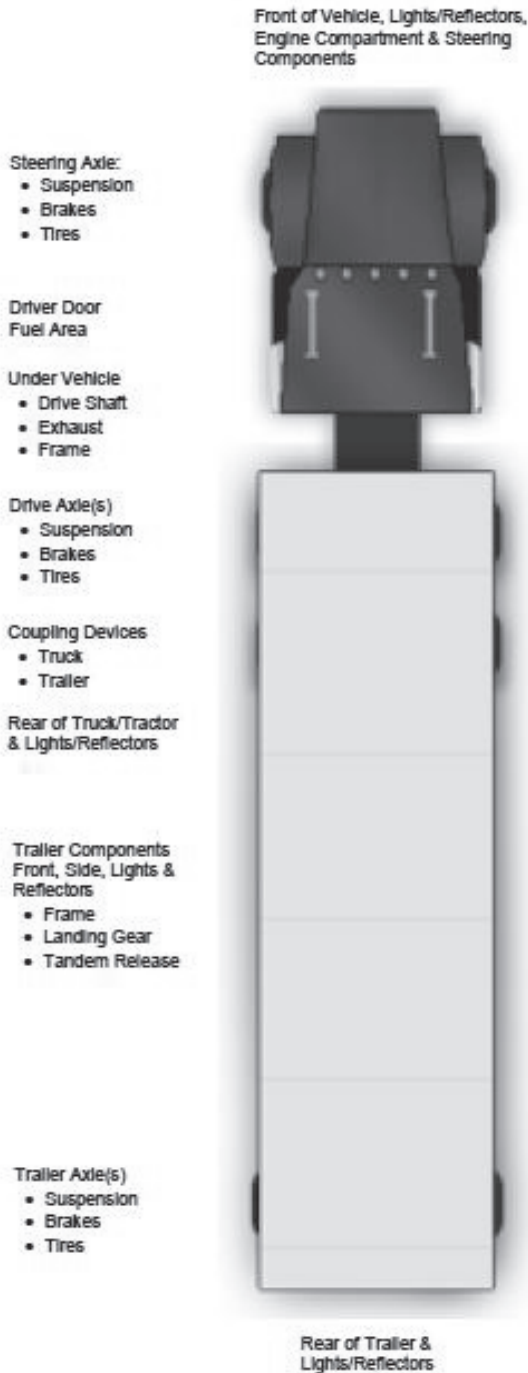 Front of Vehicle, Lights/Reflectors,
Engine Compartment & Steering
Components
Steering Axle:
• Suspension
• Brakes
• Tires
Driver Door
Fuel Area
Under Vehicle
• Drive Shaft
• Exhaust
• Frame
Drive Axle(s)
• Suspension
• Brakes
• Tires
Coupling Devices
• Truck
• Trailer
Rear of Truck/Tractor
& Lights/Reflectors
Trailer Components
Front, Side, Lights &
Reflectors
• Frame
• Landing Gear
• Tandem Release
Trailer Axle(s)
• Suspension
• Brakes
• Tires
Rear of Trailer &
Lights/Reflectors